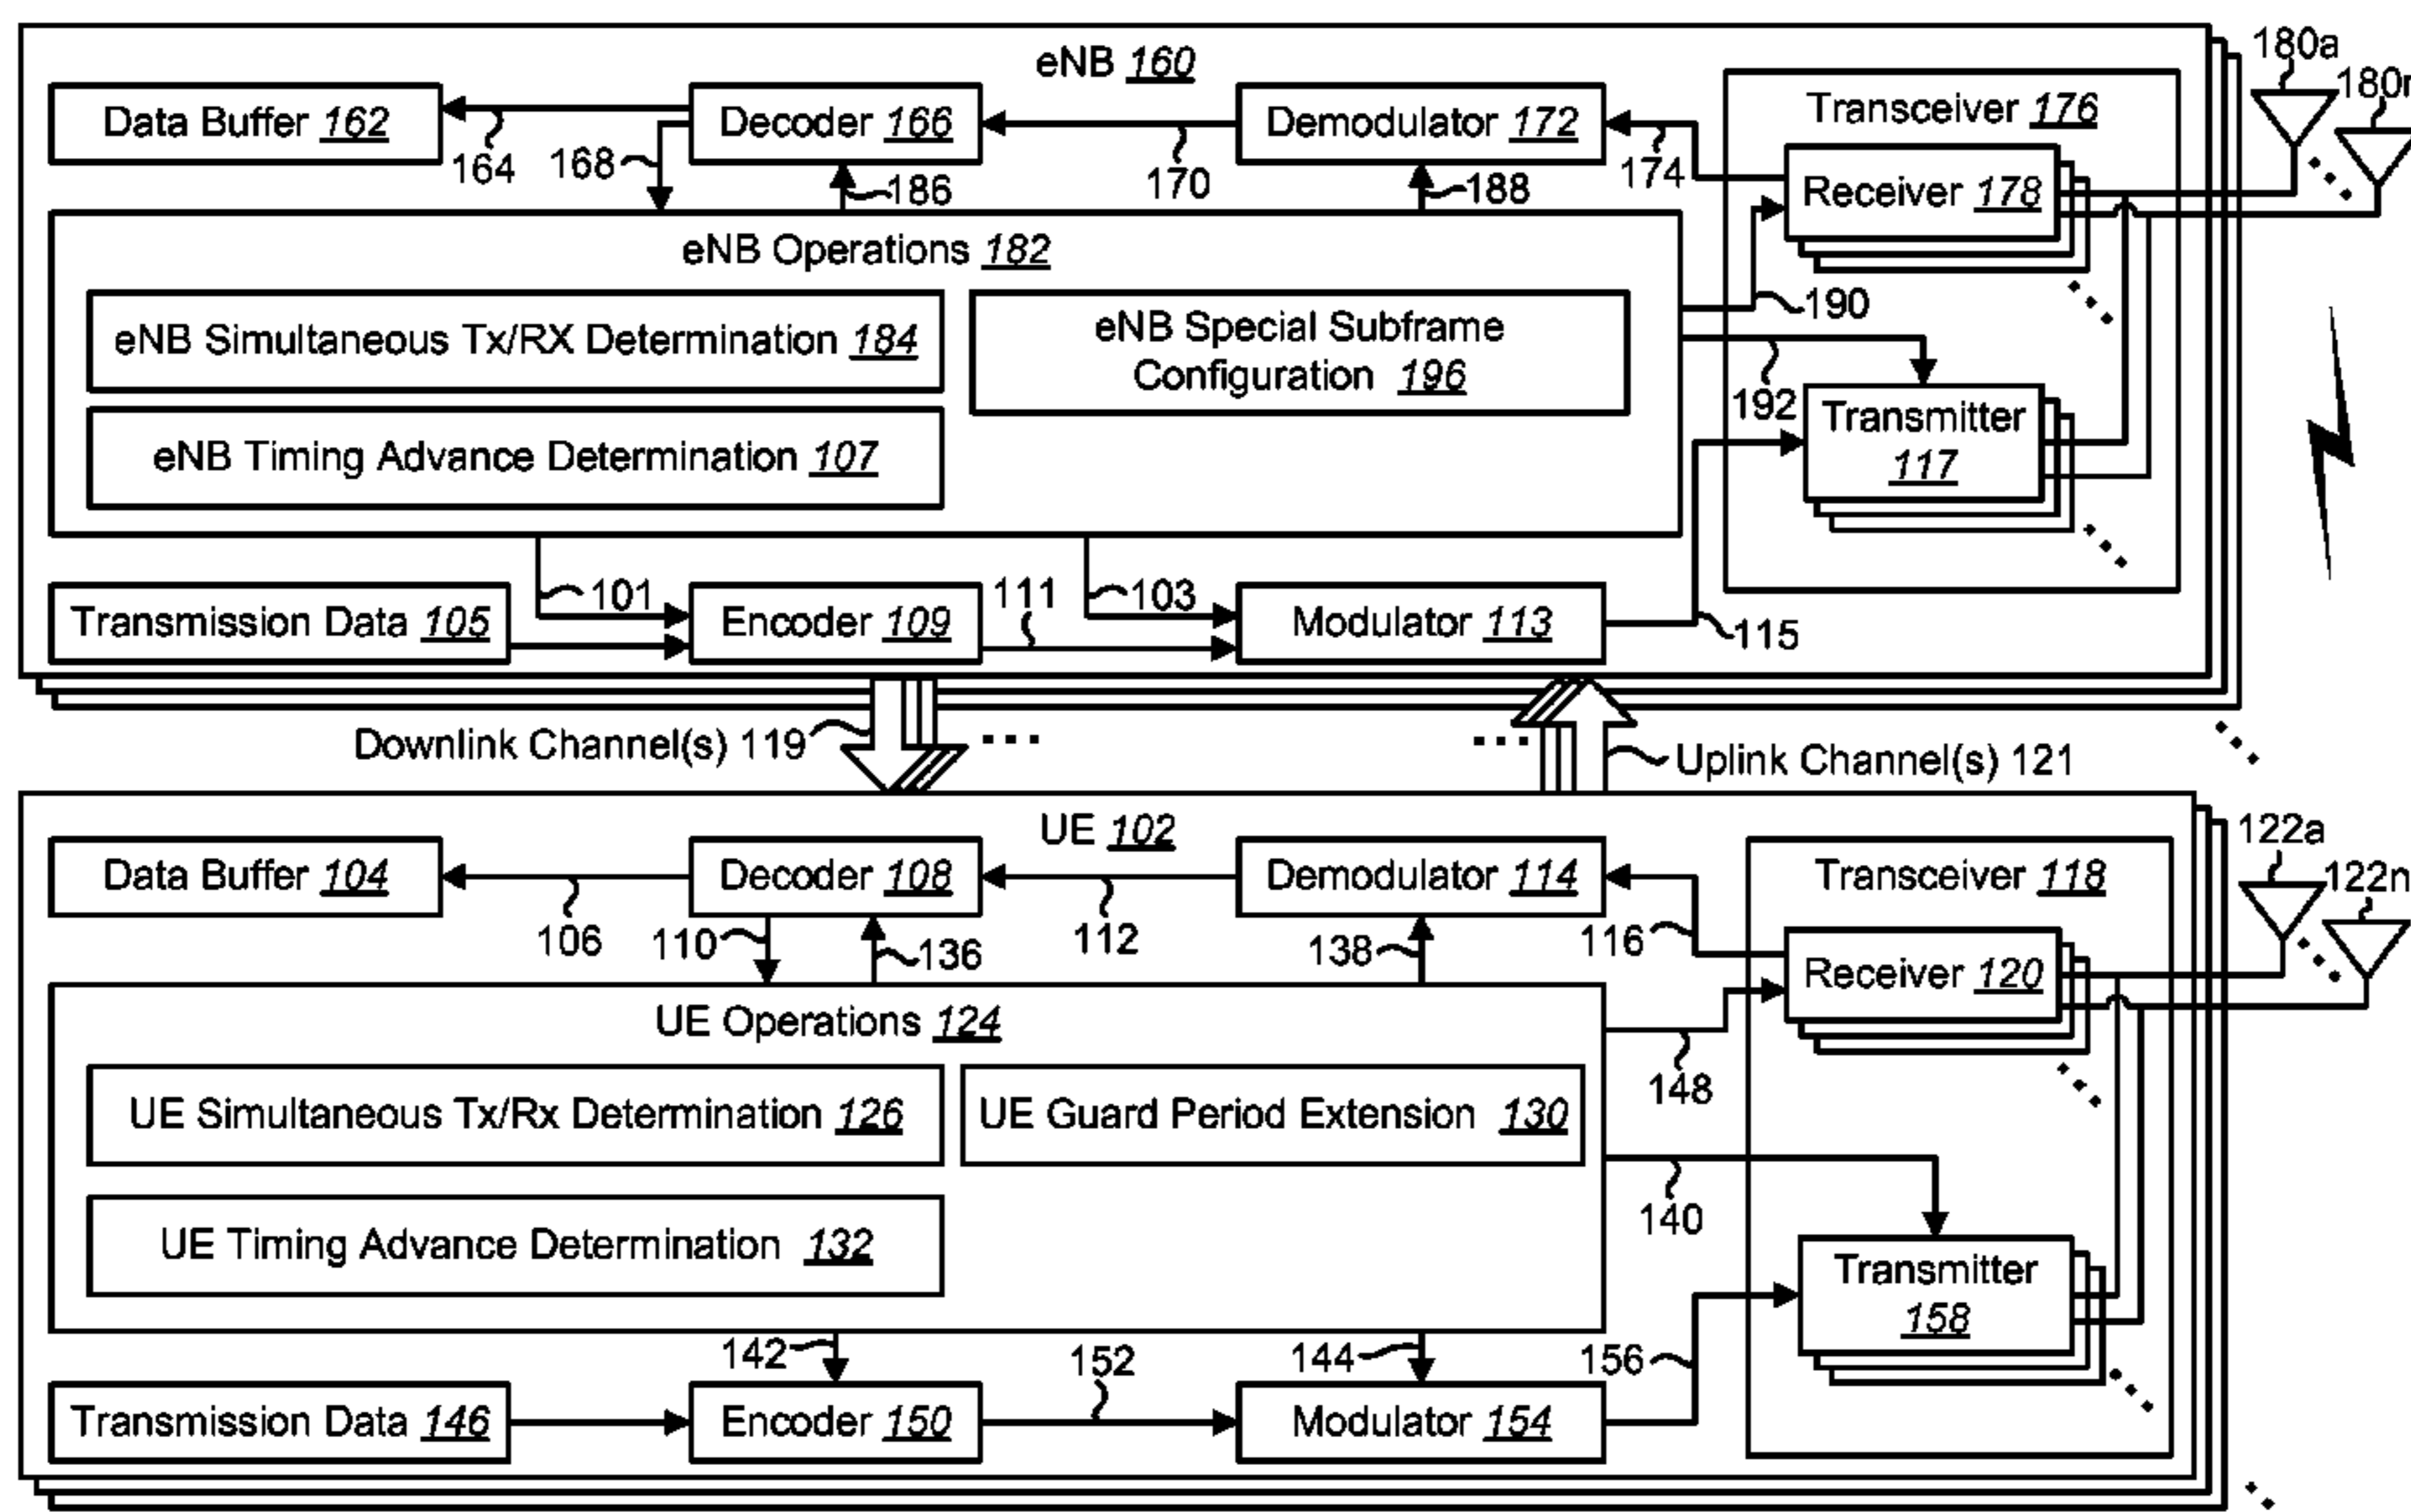 eNB 160
180a
180n
Data Buffer 162
Decoder 166
Demodulator 172
Transceiver 176
164
168
186
170
188
174
Receiver 178
eNB Operations 182
190
eNB Simultaneous Tx/RX Determination 184
eNB Special Subframe
Configuration 196
192
Transmitter
117
eNB Timing Advance Determination 107
101
111
103
115
Transmission Data 105
Encoder 109
Modulator 113
Downlink Channel(s) 119
...
...
Uplink Channel(s) 121
UE 102
122a
122n
Data Buffer 104
Decoder 108
Demodulator 114
Transceiver 118
106
110
136
112
138
116
Receiver 120
UE Operations 124
148
UE Simultaneous Tx/Rx Determination 126
UE Guard Period Extension 130
140
UE Timing Advance Determination 132
Transmitter
158
142
152
144
156
Transmission Data 146
Encoder 150
Modulator 154